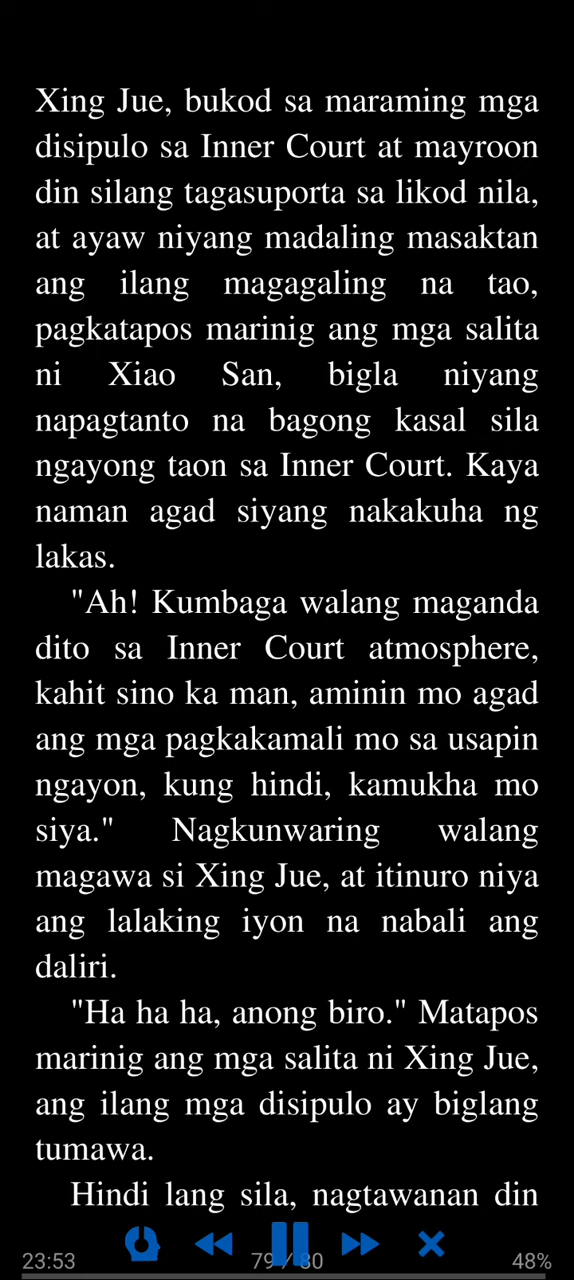 Xing Jue, bukod sa maraming mga
disipulo sa Inner Court at mayroon
din silang tagasuporta sa likod nila,
at ayaw niyang madaling masaktan
ang ilang magagaling na tao,
pagkatapos marinig ang mga salita
ni Xiao San, bigla niyang
napagtanto na bagong kasal sila
ngayong taon sa Inner Court. Kaya
naman agad siyang nakakuha ng
lakas.
"Ah! Kumbaga walang maganda
dito sa Inner Court atmosphere,
kahit sino ka man, aminin mo agad
ang mga pagkakamali mo sa usapin
ngayon, kung hindi, kamukha mo
siya." Nagkunwaring walang
magawa si Xing Jue, at itinuro niya
ang lalaking iyon na nabali ang
daliri.
"Ha ha ha, anong biro." Matapos
marinig ang mga salita ni Xing Jue,
ang ilang mga disipulo ay biglang
tumawa.
Hindi lang sila, nagtawanan din
23:53 79 / 80 48%